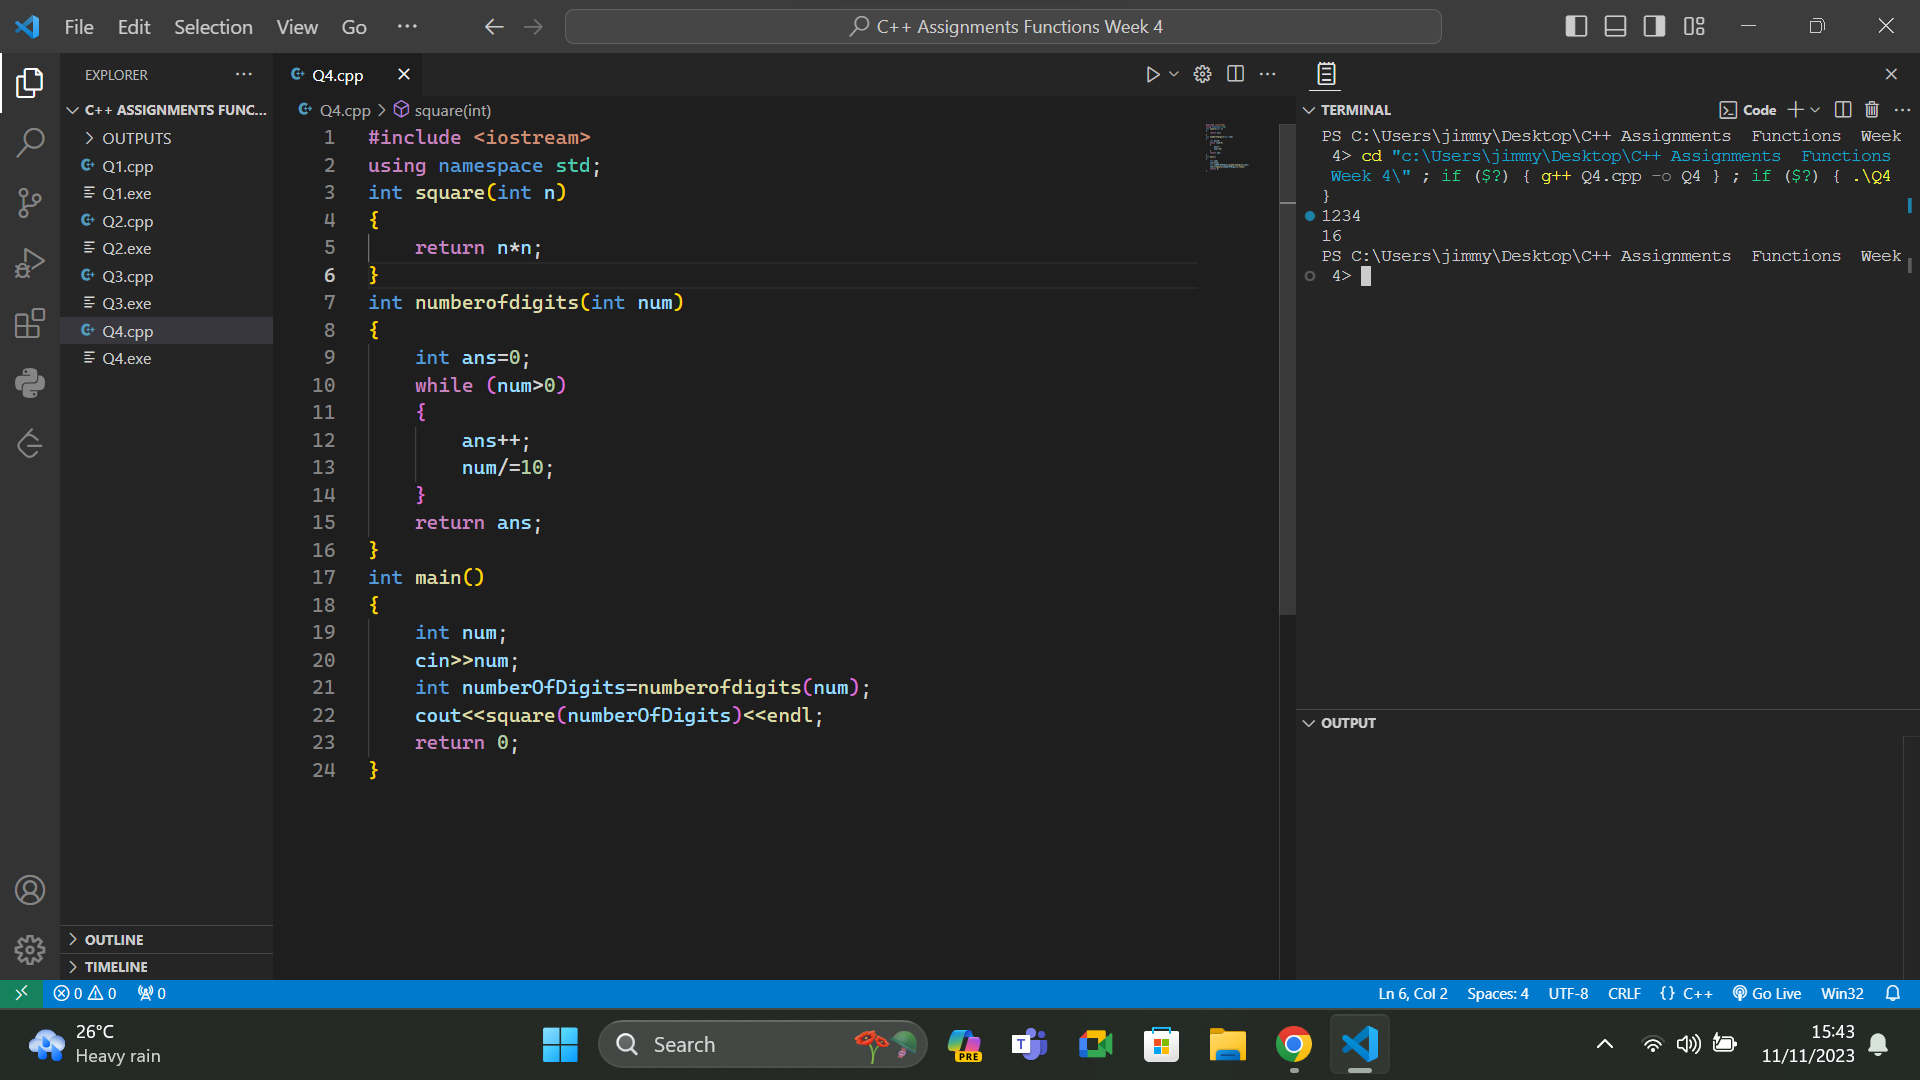 File Edit Selection View Go ···
C++ Assignments Functions Week 4
EXPLORER
C++ ASSIGNMENTS FUNC...
OUTPUTS
Q1.cpp
Q1.exe
Q2.cpp
Q2.exe
Q3.cpp
Q3.exe
Q4.cpp
Q4.exe
OUTLINE
TIMELINE
Q4.cpp
Q4.cpp > square(int)
1 #include <iostream>
2 using namespace std;
3 int square(int n)
4 {
5 return n*n;
6 }
7 int numberofdigits(int num)
8 {
9 int ans=0;
10 while (num>0)
11 {
12 ans++;
13 num/=10;
14 }
15 return ans;
16 }
17 int main()
18 {
19 int num;
20 cin>>num;
21 int numberOfDigits=numberofdigits(num);
22 cout<<square(numberOfDigits)<<endl;
23 return 0;
24 }
TERMINAL
Code
PS C:\Users\jimmy\Desktop\C++ Assignments  Functions  Week
4> cd "c:\Users\jimmy\Desktop\C++ Assignments  Functions
Week 4\" ; if ($?) { g++ Q4.cpp -o Q4 } ; if ($?) { .\Q4
}
1234
16
PS C:\Users\jimmy\Desktop\C++ Assignments  Functions  Week
4>
OUTPUT
0 0 0
Ln 6, Col 2 Spaces: 4 UTF-8 CRLF {} C++ Go Live Win32
26°C
Heavy rain
Search
PRE
T
15:43
11/11/2023